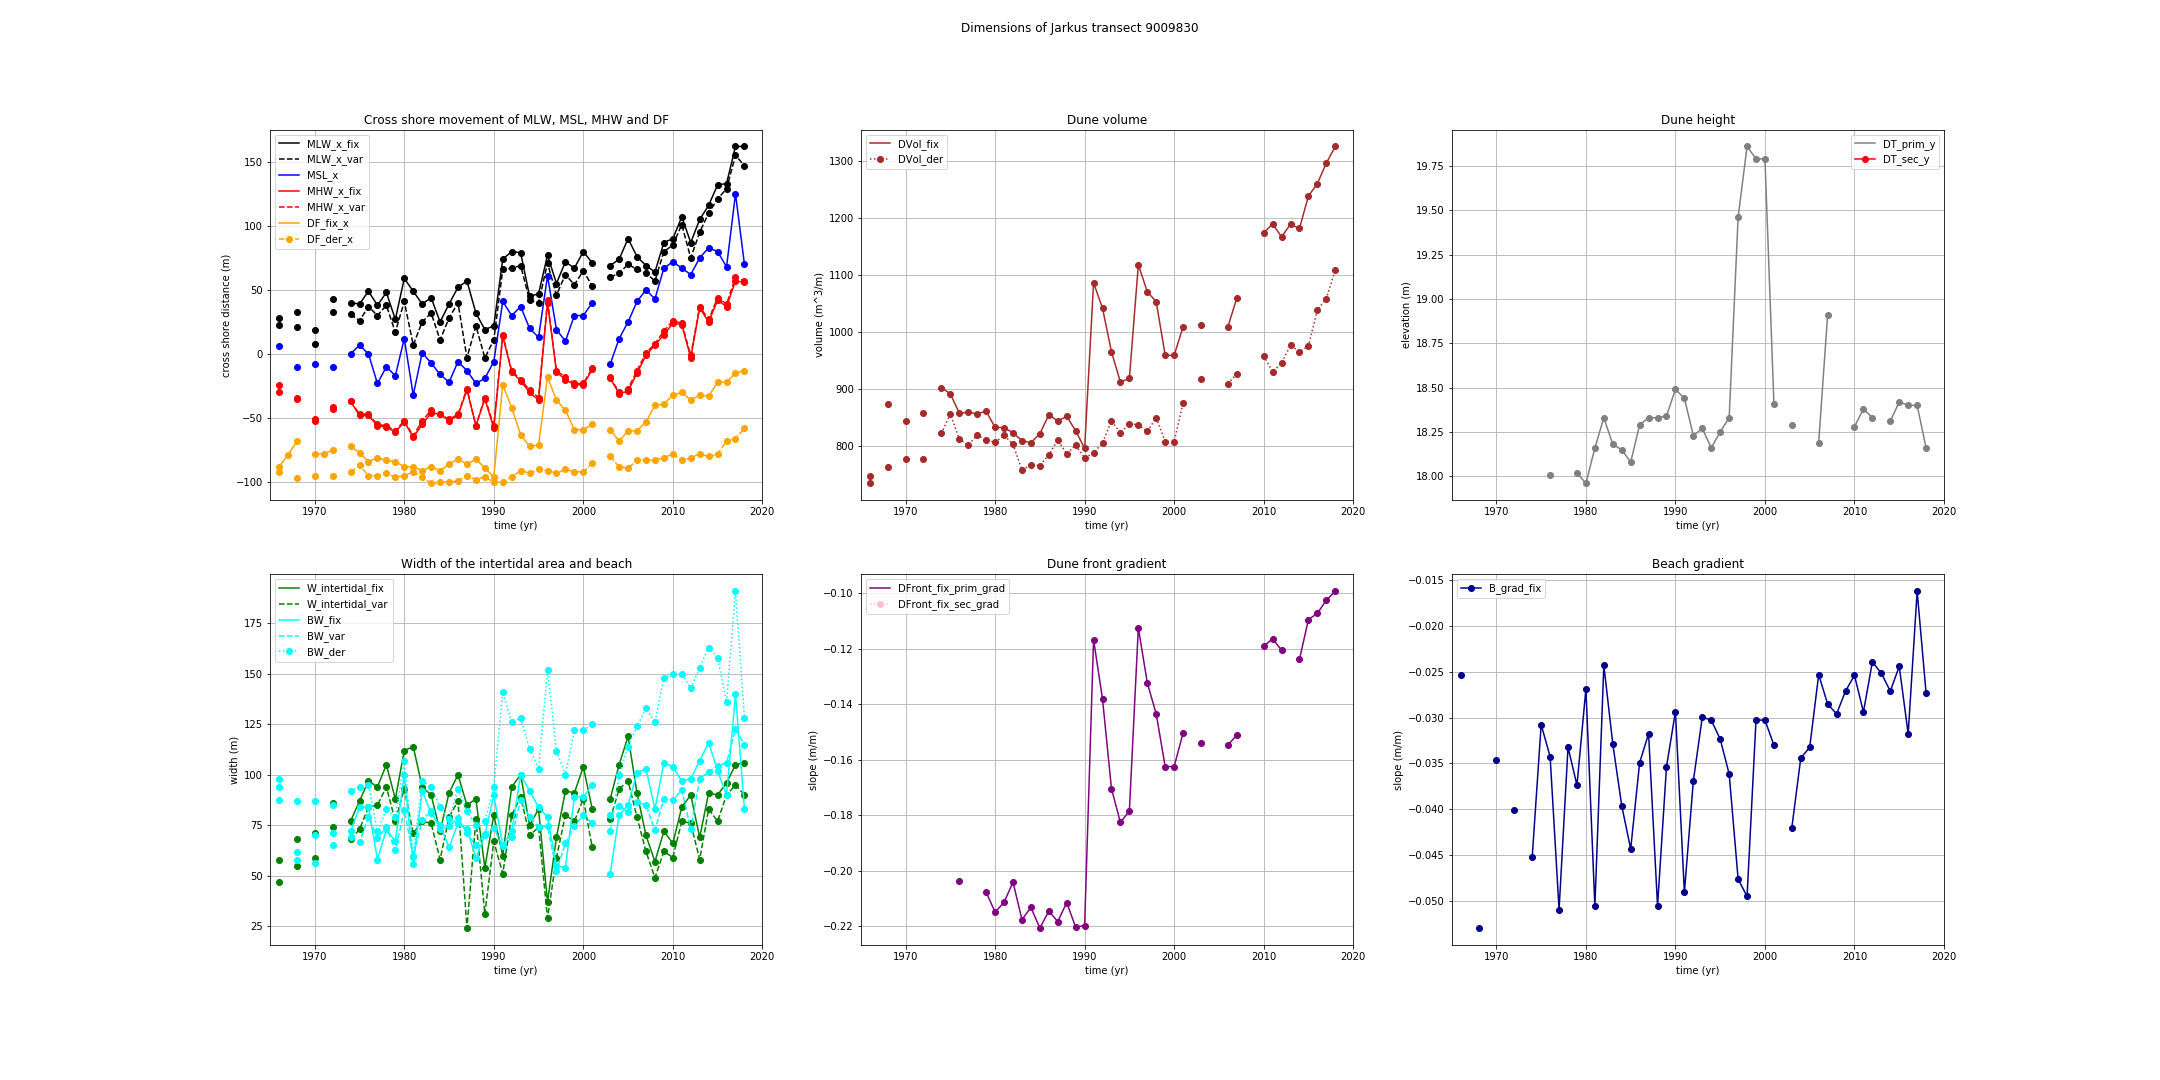 Dimensions of Jarkus transect 9009830
Cross shore movement of MLW, MSL, MHW and DF
MLW_x_fix
MLW_x_var
MSL_x
MHW_x_fix
MHW_x_var
DF_fix_x
DF_der_x
cross shore distance (m)
150
100
50
0
−50
−100
1970
1980
1990
2000
2010
2020
time (yr)
Dune volume
DVol_fix
DVol_der
volume (m^3/m)
1300
1200
1100
1000
900
800
1970
1980
1990
2000
2010
2020
time (yr)
Dune height
DT_prim_y
DT_sec_y
elevation (m)
19.75
19.50
19.25
19.00
18.75
18.50
18.25
18.00
1970
1980
1990
2000
2010
2020
time (yr)
Width of the intertidal area and beach
W_intertidal_fix
W_intertidal_var
BW_fix
BW_var
BW_der
width (m)
175
150
125
100
75
50
25
1970
1980
1990
2000
2010
2020
time (yr)
Dune front gradient
DFront_fix_prim_grad
DFront_fix_sec_grad
slope (m/m)
−0.10
−0.12
−0.14
−0.16
−0.18
−0.20
−0.22
1970
1980
1990
2000
2010
2020
time (yr)
Beach gradient
B_grad_fix
slope (m/m)
−0.015
−0.020
−0.025
−0.030
−0.035
−0.040
−0.045
−0.050
1970
1980
1990
2000
2010
2020
time (yr)